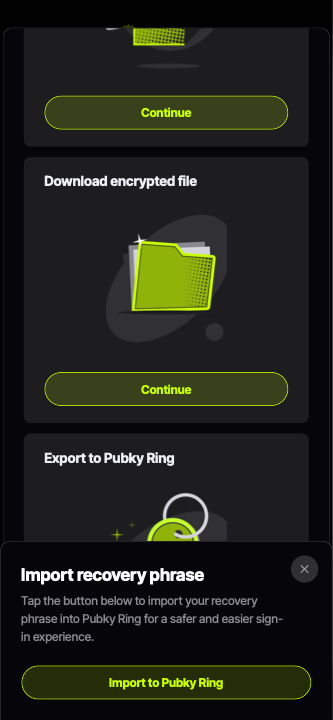 Continue
Download encrypted file
Continue
Export to Pubky Ring
Import recovery phrase
Tap the button below to import your recovery
phrase into Pubky Ring for a safer and easier sign-
in experience.
Import to Pubky Ring